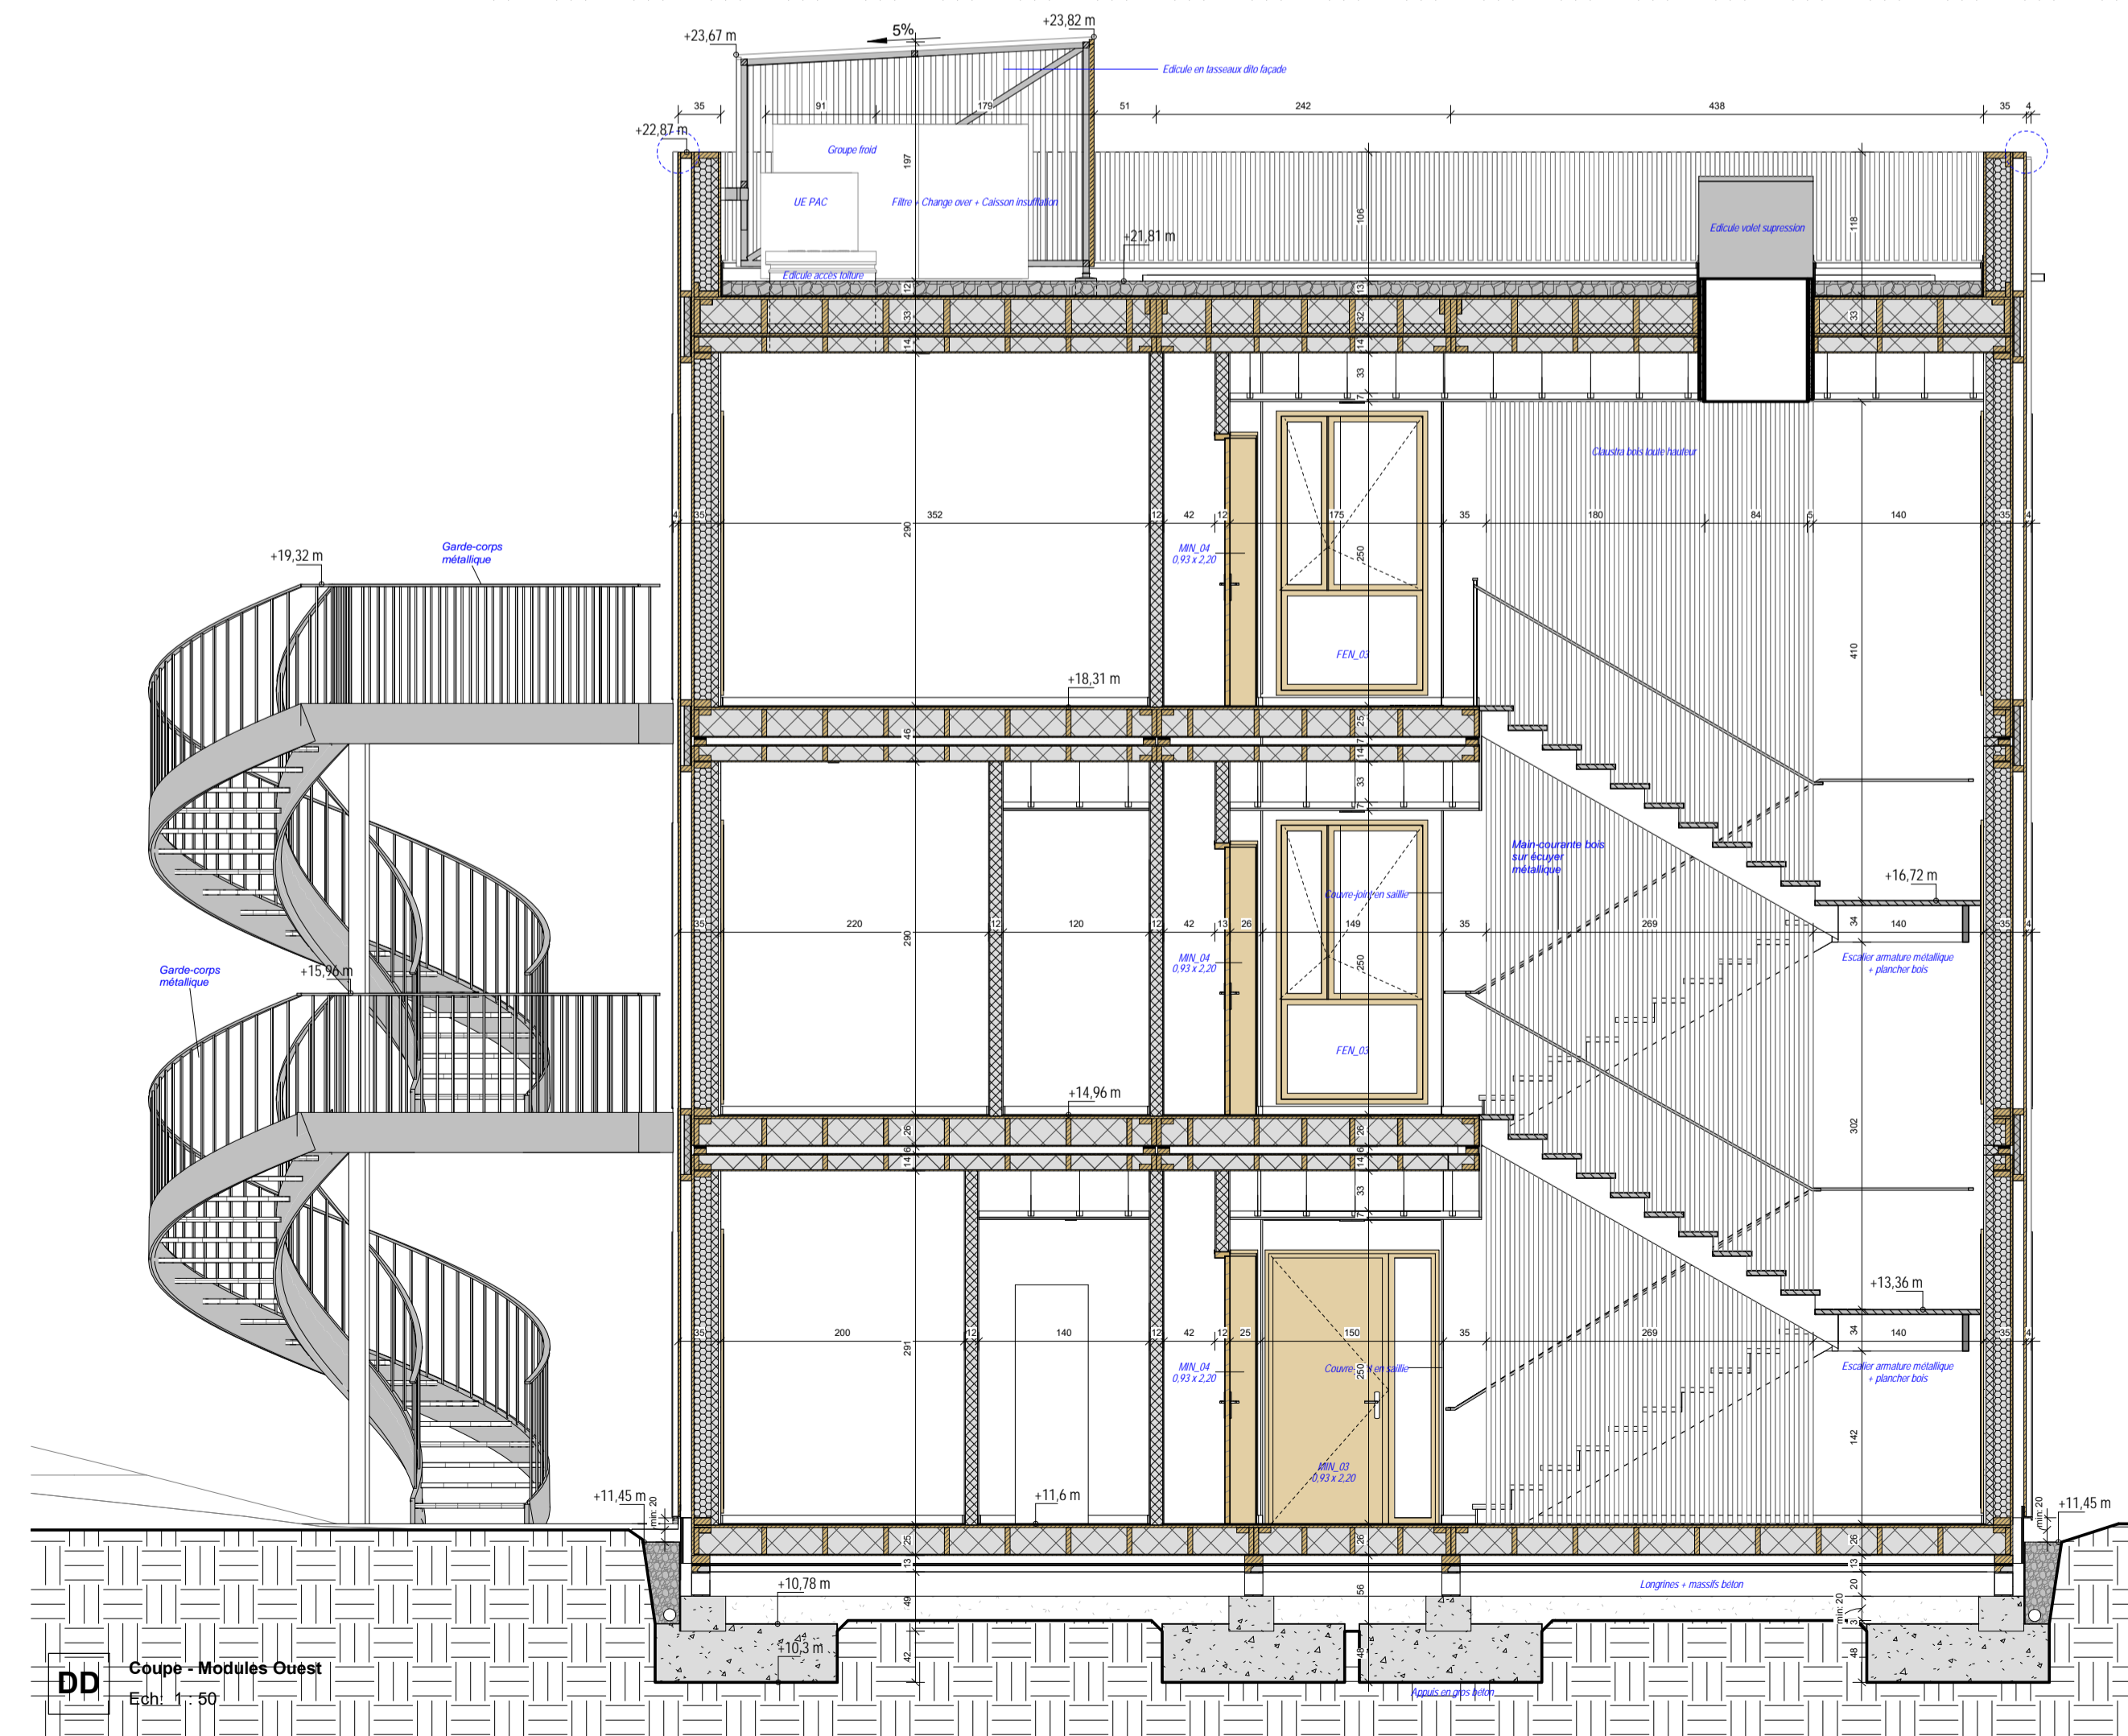 +23,82 m
5%
+23,67 m
Edicule en tasseaux dito façade
35
91
179
51
242
438
35
4
+22,87 m
Groupe froid
197
UE PAC
Filtre + Change over + Caisson insufflation
106
118
Edicule volet supression
+21,81 m
Edicule accès toiture
12
13
33
32
33
14
14
33
7
Claustra bois toute hauteur
4
35
352
12
42
12
175
35
180
84
5
140
35
4
290
250
MIN_04
0,93 x 2,20
+19,32 m
Garde-corps
métallique
FEN_03
410
+18,31 m
46
25
7
14
33
7
Main-courante bois
sur écuyer
métallique
+16,72 m
Couvre-joint en saillie
35
220
12
120
12
42
13
26
149
35
269
34
140
35
4
290
250
MIN_04
0,93 x 2,20
Escalier armature métallique
+ plancher bois
Garde-corps
métallique
+15,96 m
FEN_03
+14,96 m
302
26
26
6
6
14
14
33
7
+13,36 m
35
200
12
140
12
42
12
25
150
35
269
34
140
35
4
291
250
MIN_04
0,93 x 2,20
Couvre-joint en saillie
Escalier armature métallique
+ plancher bois
142
MIN_03
0,93 x 2,20
+11,45 m
min: 20
+11,6 m
min: 20
+11,45 m
25
26
26
13
13
+10,78 m
49
56
20
Longrines + massifs béton
min: 20
3
+10,3 m
42
48
48
Appuis en gros béton
DD
Coupe - Modules Ouest
Ech: 1 : 50